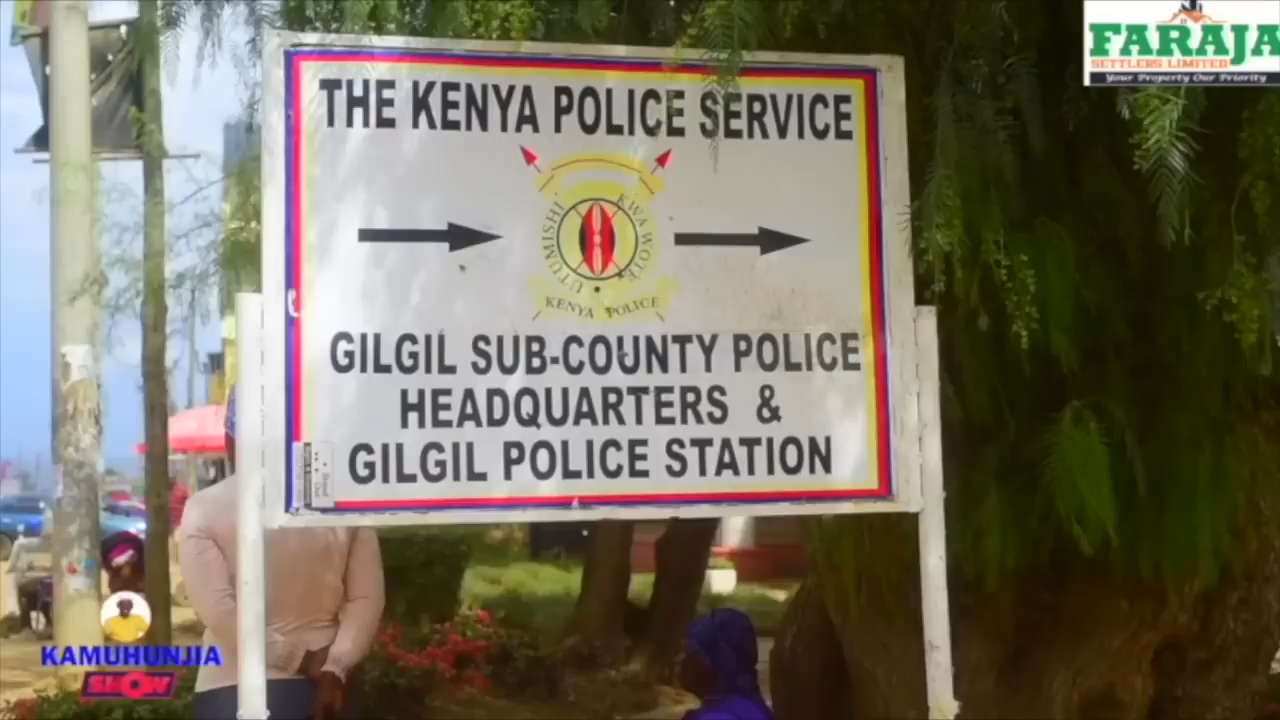 FARAJA
SETTLERS LIMITED
Your Property Our Priority
THE KENYA POLICE SERVICE
UTUMISHI KWA WOTE
KENYA POLICE
GILGIL SUB-COUNTY POLICE
HEADQUARTERS &
GILGIL POLICE STATION
KAMUHUNJIA
SHOW